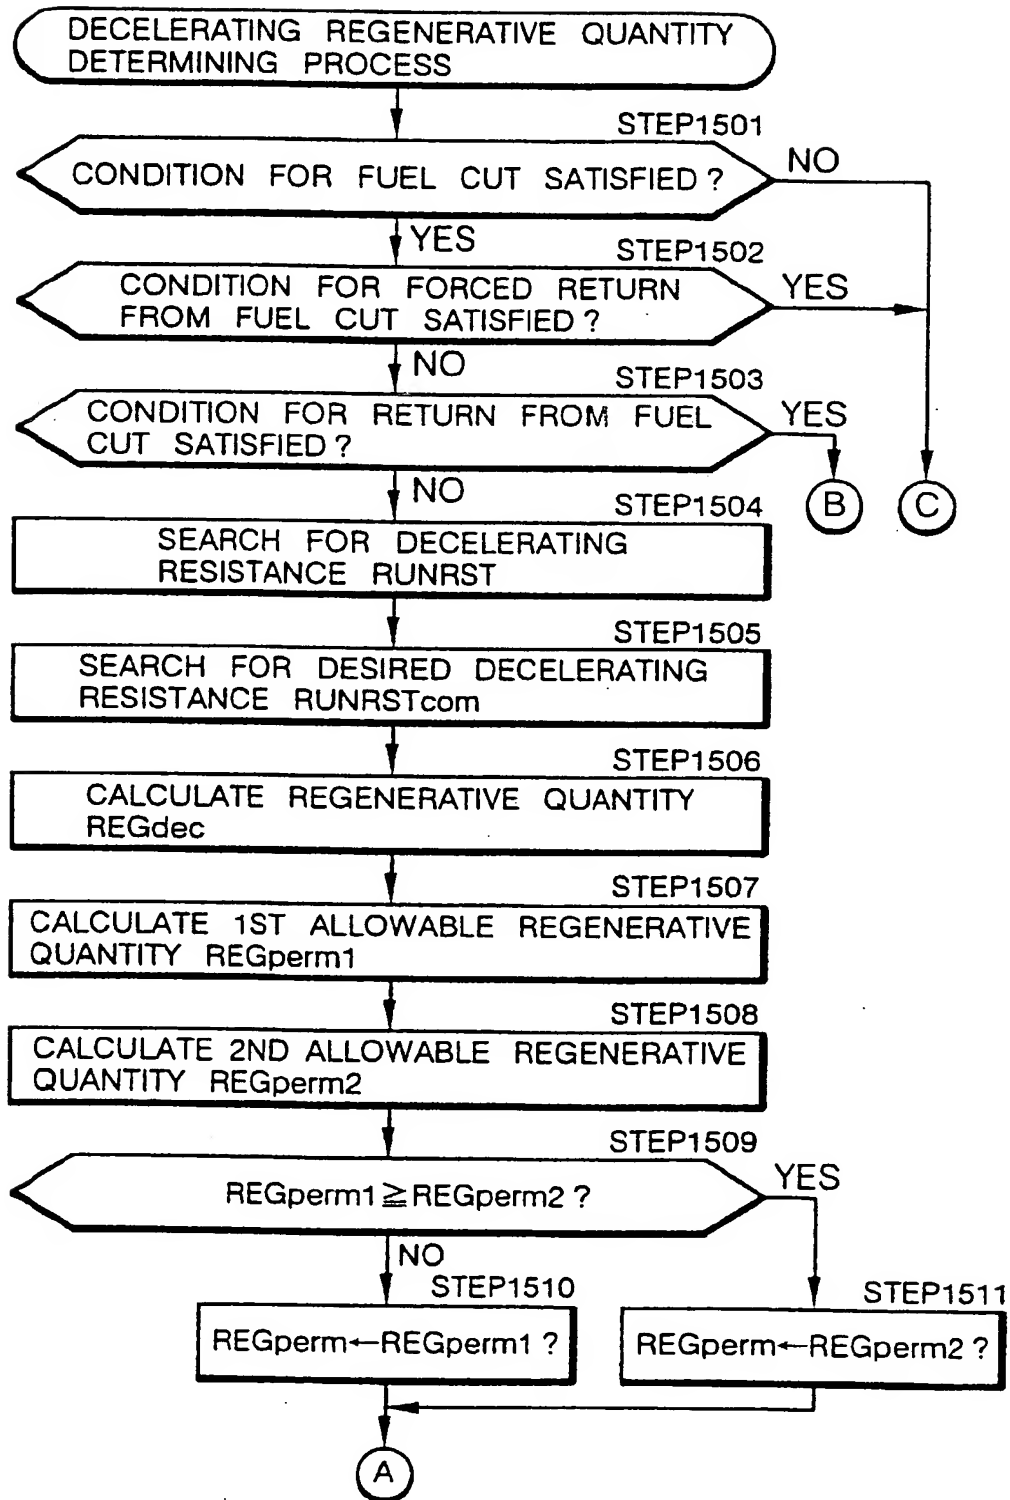 DECELERATING REGENERATIVE QUANTITY
DETERMINING PROCESS
STEP1501
CONDITION FOR FUEL CUT SATISFIED?
NO
YES
STEP1502
CONDITION FOR FORCED RETURN
FROM FUEL CUT SATISFIED?
YES
NO
STEP1503
CONDITION FOR RETURN FROM FUEL
CUT SATISFIED?
YES
B
C
NO
STEP1504
SEARCH FOR DECELERATING
RESISTANCE RUNRST
STEP1505
SEARCH FOR DESIRED DECELERATING
RESISTANCE RUNRSTcom
STEP1506
CALCULATE REGENERATIVE QUANTITY
REGdec
STEP1507
CALCULATE 1ST ALLOWABLE REGENERATIVE
QUANTITY REGperm1
STEP1508
CALCULATE 2ND ALLOWABLE REGENERATIVE
QUANTITY REGperm2
STEP1509
REGperm1≧REGperm2?
YES
NO
STEP1510
REGperm←REGperm1?
STEP1511
REGperm←REGperm2?
A